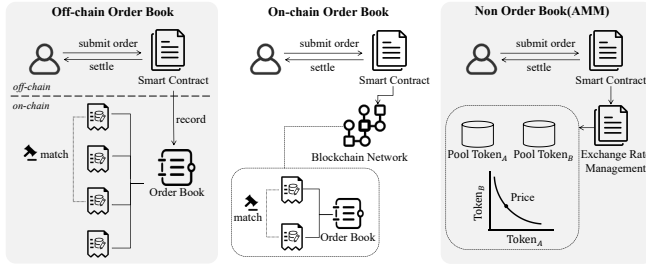 Off-chain Order Book
submit order
settle
Smart Contract
off-chain
on-chain
record
match
Order Book
On-chain Order Book
submit order
settle
Smart Contract
Blockchain Network
match
Order Book
Non Order Book(AMM)
submit order
settle
Smart Contract
Pool Token_A
Pool Token_B
Exchange Rate
Management
Token_B
Price
Token_A